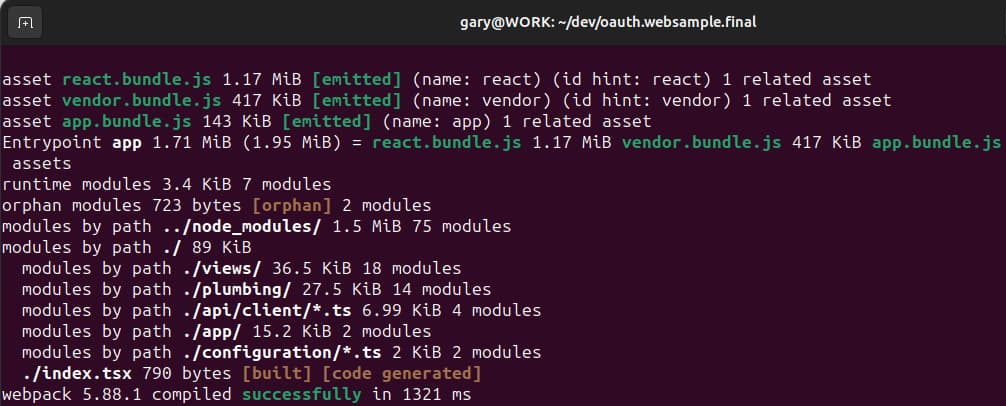 gary@WORK: ~/dev/oauth.websample.final
asset react.bundle.js 1.17 MiB [emitted] (name: react) (id hint: react) 1 related asset
asset vendor.bundle.js 417 KiB [emitted] (name: vendor) (id hint: vendor) 1 related asset
asset app.bundle.js 143 KiB [emitted] (name: app) 1 related asset
Entrypoint app 1.71 MiB (1.95 MiB) = react.bundle.js 1.17 MiB vendor.bundle.js 417 KiB app.bundle.js
 assets
runtime modules 3.4 KiB 7 modules
orphan modules 723 bytes [orphan] 2 modules
modules by path ../node_modules/ 1.5 MiB 75 modules
modules by path ./ 89 KiB
  modules by path ./views/ 36.5 KiB 18 modules
  modules by path ./plumbing/ 27.5 KiB 14 modules
  modules by path ./api/client/*.ts 6.99 KiB 4 modules
  modules by path ./app/ 15.2 KiB 2 modules
  modules by path ./configuration/*.ts 2 KiB 2 modules
  ./index.tsx 790 bytes [built] [code generated]
webpack 5.88.1 compiled successfully in 1321 ms